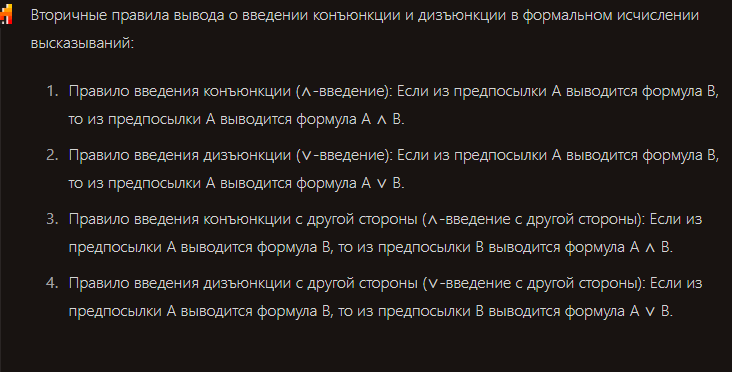 Вторичные правила вывода о введении конъюнкции и дизъюнкции в формальном исчислении
высказываний:
1. Правило введения конъюнкции (∧-введение): Если из предпосылки A выводится формула B,
то из предпосылки A выводится формула A ∧ B.
2. Правило введения дизъюнкции (∨-введение): Если из предпосылки A выводится формула B,
то из предпосылки A выводится формула A ∨ B.
3. Правило введения конъюнкции с другой стороны (∧-введение с другой стороны): Если из
предпосылки A выводится формула B, то из предпосылки B выводится формула A ∧ B.
4. Правило введения дизъюнкции с другой стороны (∨-введение с другой стороны): Если из
предпосылки A выводится формула B, то из предпосылки B выводится формула A ∨ B.